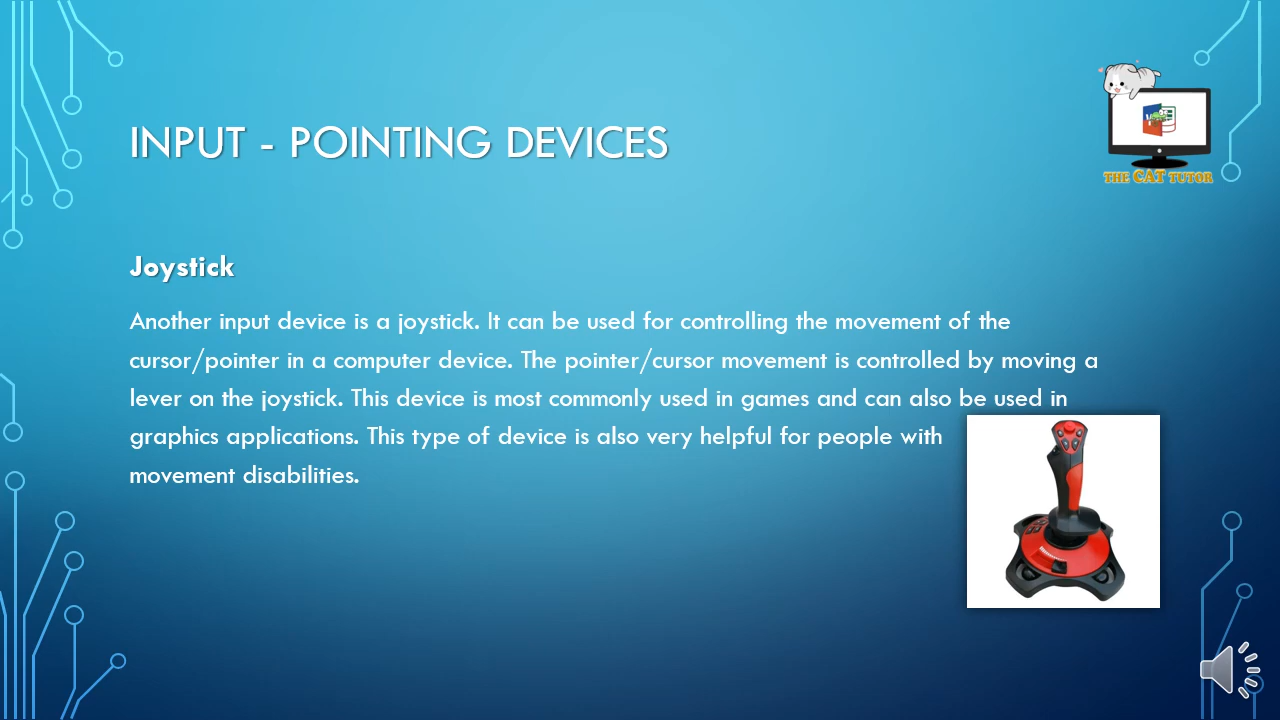 INPUT - POINTING DEVICES
THE CAT TUTOR
Joystick
Another input device is a joystick. It can be used for controlling the movement of the
cursor/pointer in a computer device. The pointer/cursor movement is controlled by moving a
lever on the joystick. This device is most commonly used in games and can also be used in
graphics applications. This type of device is also very helpful for people with
movement disabilities.